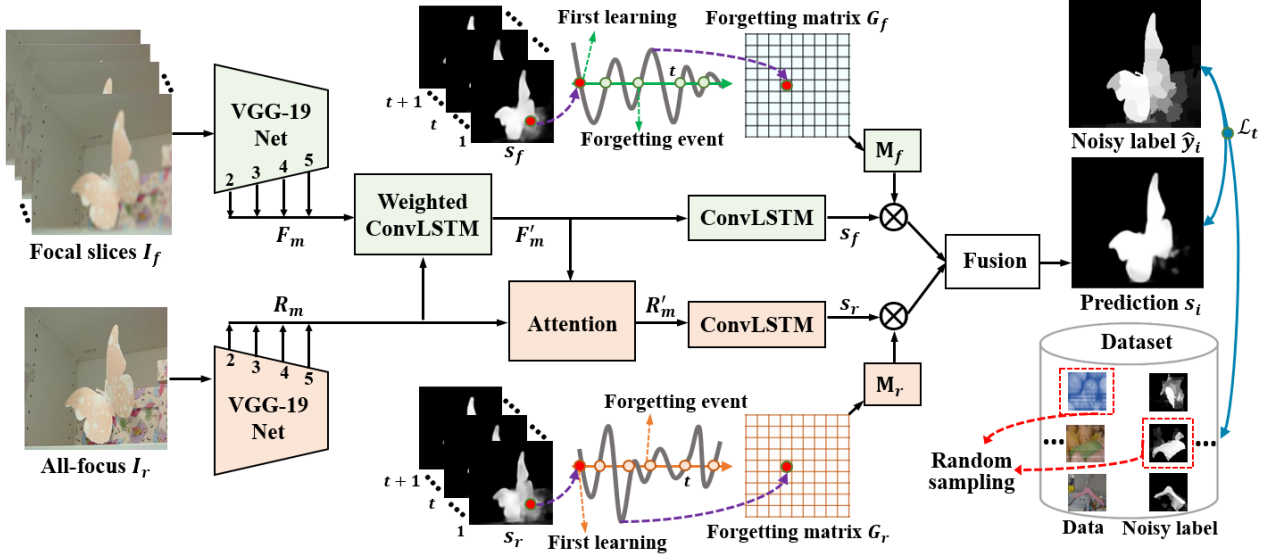 First learning
Forgetting matrix G_f
t + 1
t
1
s_f
t
Forgetting event
VGG-19
Net
2 3 4 5
Focal slices I_f
F_m
Weighted
ConvLSTM
F′_m
ConvLSTM
s_f
M_f
Fusion
Noisy label ŷ_i
ℒ_t
Prediction s_i
R_m
Attention
R′_m
ConvLSTM
s_r
M_r
2 3 4 5
VGG-19
Net
All-focus I_r
Forgetting event
t + 1
t
1
s_r
t
First learning
Forgetting matrix G_r
Dataset
Random
sampling
Data Noisy label